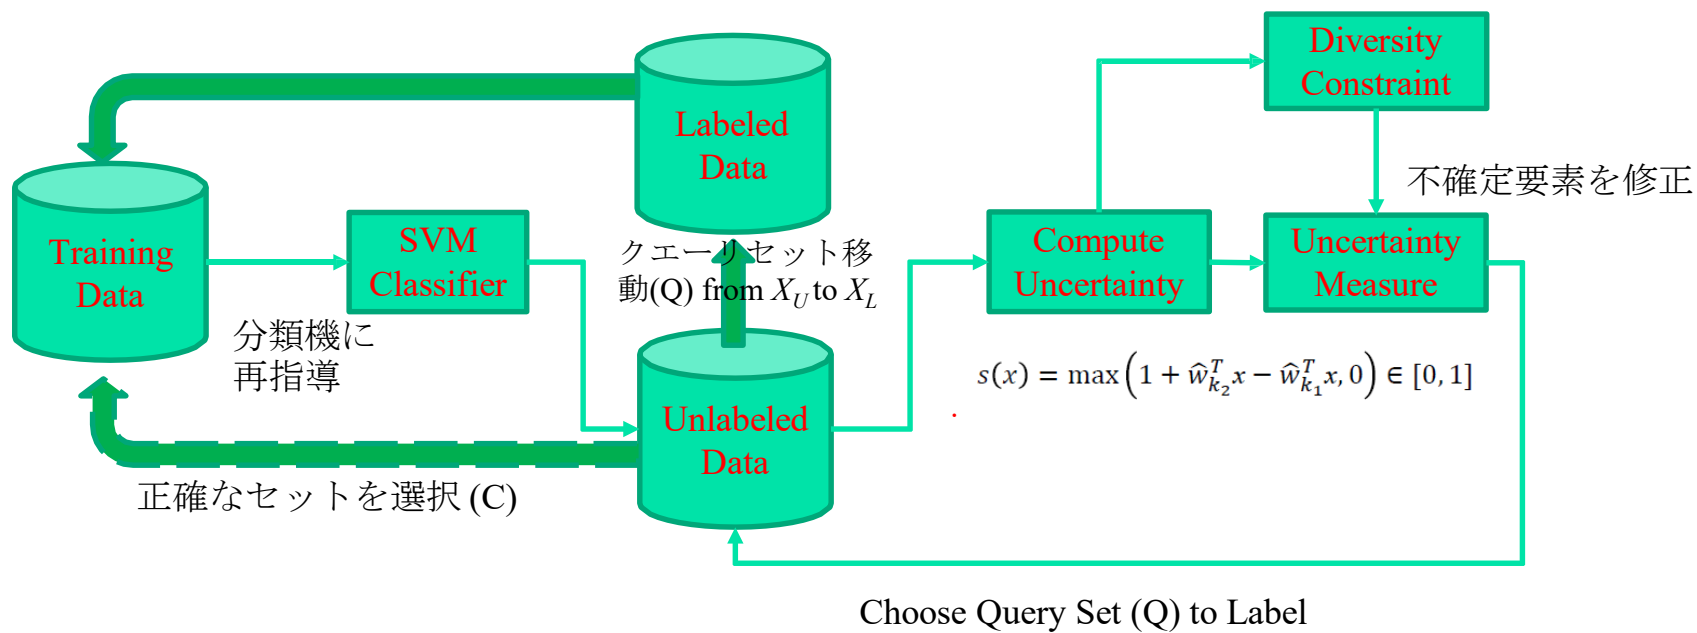 Diversity
Constraint
Labeled
Data
不確定要素を修正
Training
Data
SVM
Classifier
クエーリセット移
動(Q) from X_U to X_L
Compute
Uncertainty
Uncertainty
Measure
分類機に
再指導
s(x) = max(1 + ŵ_{k_2}^T x − ŵ_{k_1}^T x, 0) ∈ [0, 1]
Unlabeled
Data
正確なセットを選択 (C)
Choose Query Set (Q) to Label